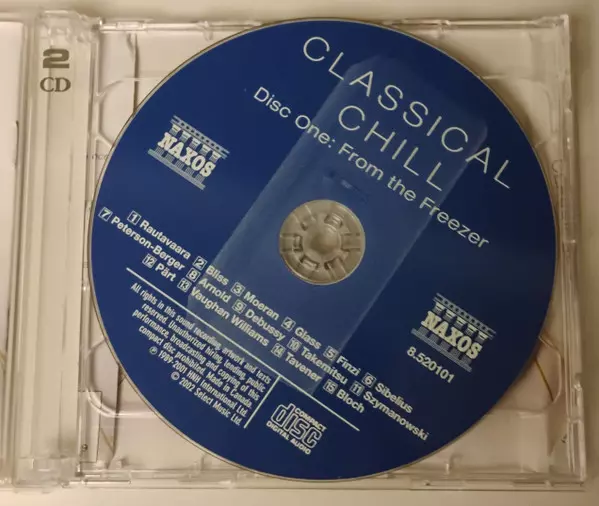 2
CD
CLASSICAL
CHILL
Disc One: From the Freezer
NAXOS
NAXOS
8.520101
1 Rautavaara 2 Bliss 3 Moeran 4 Glass 5 Finzi 6 Sibelius
7 Peterson-Berger 8 Arnold 9 Debussy 10 Takemitsu 11 Szymanowski
12 Pärt 13 Vaughan Williams 14 Tavener 15 Bloch
All rights in this sound recording, artwork and texts
reserved. Unauthorized hiring, lending, public
performance, broadcasting and copying of this
compact disc prohibited. Made in Canada
℗ 1999-2001 HNH International Ltd.
© 2002 Select Music Ltd.
COMPACT
disc
DIGITAL AUDIO